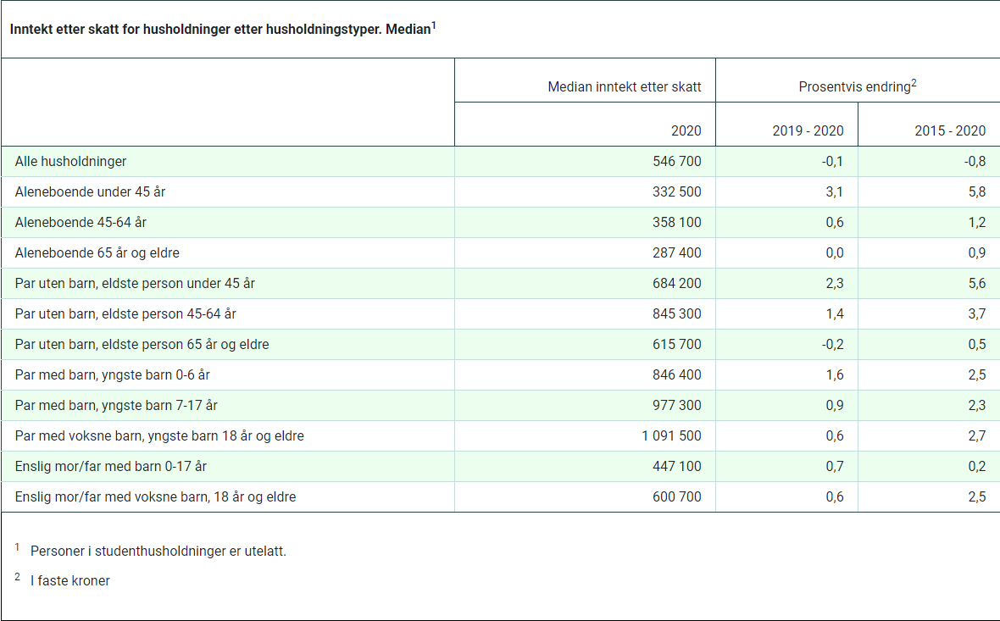 Inntekt etter skatt for husholdninger etter husholdningstyper. Median1
Median inntekt etter skatt Prosentvis endring2
2020 2019 - 2020 2015 - 2020
Alle husholdninger 546 700 -0,1 -0,8
Aleneboende under 45 år 332 500 3,1 5,8
Aleneboende 45-64 år 358 100 0,6 1,2
Aleneboende 65 år og eldre 287 400 0,0 0,9
Par uten barn, eldste person under 45 år 684 200 2,3 5,6
Par uten barn, eldste person 45-64 år 845 300 1,4 3,7
Par uten barn, eldste person 65 år og eldre 615 700 -0,2 0,5
Par med barn, yngste barn 0-6 år 846 400 1,6 2,5
Par med barn, yngste barn 7-17 år 977 300 0,9 2,3
Par med voksne barn, yngste barn 18 år og eldre 1 091 500 0,6 2,7
Enslig mor/far med barn 0-17 år 447 100 0,7 0,2
Enslig mor/far med voksne barn, 18 år og eldre 600 700 0,6 2,5
1 Personer i studenthusholdninger er utelatt.
2 I faste kroner